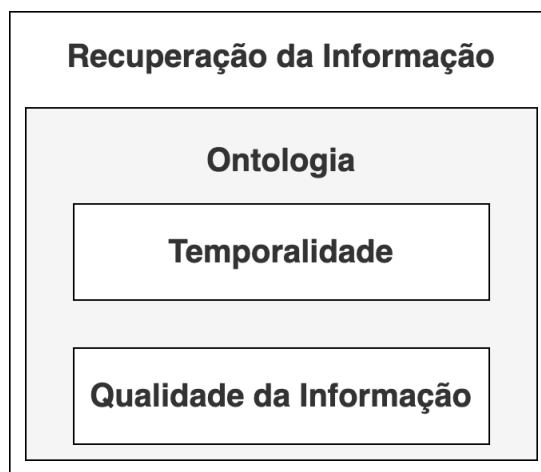 Recuperação da Informação
Ontologia
Temporalidade
Qualidade da Informação